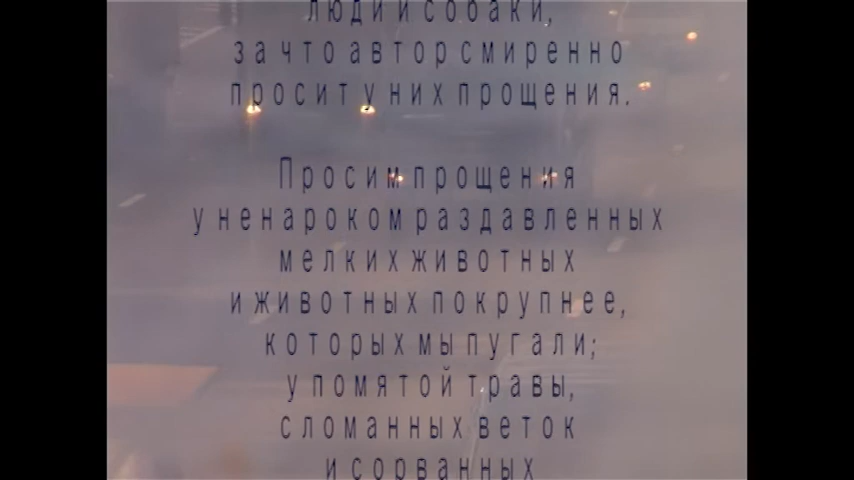 люди и собаки,
за что автор смиренно
просит у них прощения.
Просим прощения
у ненароком раздавленных
мелких животных
и животных покрупнее,
которых мы пугали;
у помятой травы,
сломанных веток
и сорванных